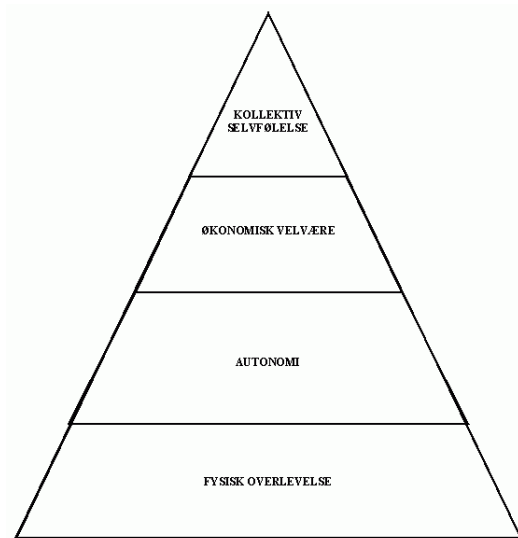 KOLLEKTIV
SELVFØLELSE
ØKONOMISK VELVÆRE
AUTONOMI
FYSISK OVERLEVELSE